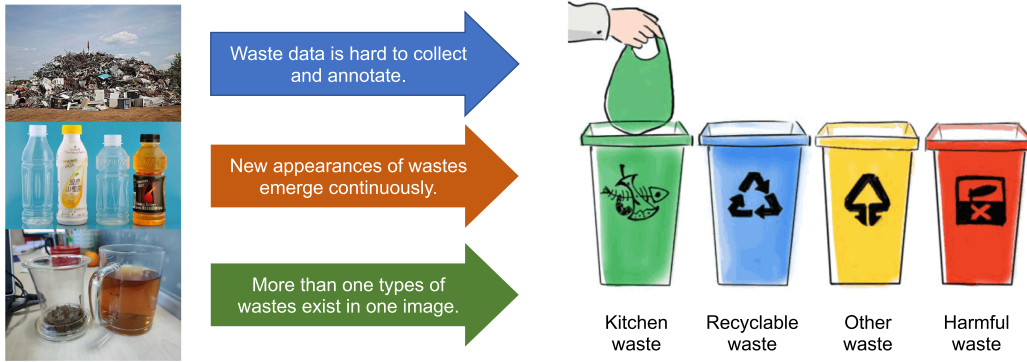 Waste data is hard to collect
and annotate.
New appearances of wastes
emerge continuously.
More than one types of
wastes exist in one image.
Kitchen
waste
Recyclable
waste
Other
waste
Harmful
waste